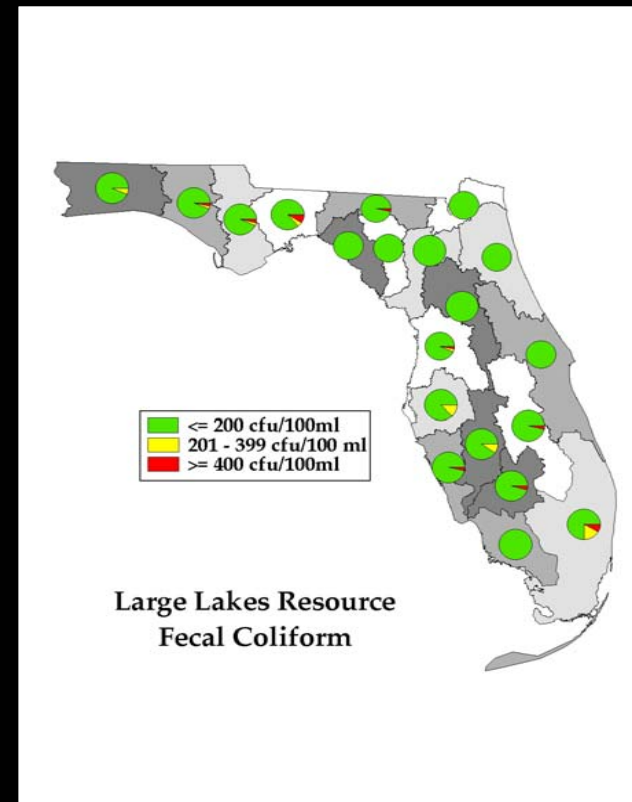 <= 200 cfu/100ml
201 - 399 cfu/100 ml
>= 400 cfu/100ml
Large Lakes Resource
Fecal Coliform